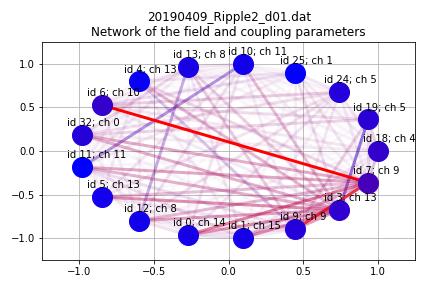 20190409_Ripple2_d01.dat
Network of the field and coupling parameters
id 13; ch 8
id 10; ch 11
id 4; ch 13
id 25; ch 1
id 6; ch 10
id 24; ch 5
id 32; ch 0
id 19; ch 5
id 18; ch 4
id 11; ch 11
id 7; ch 9
id 5; ch 13
id 3; ch 13
id 12; ch 8
id 0; ch 14
id 1; ch 15
id 9; ch 9
1.0
0.5
0.0
−0.5
−1.0
−1.0
−0.5
0.0
0.5
1.0